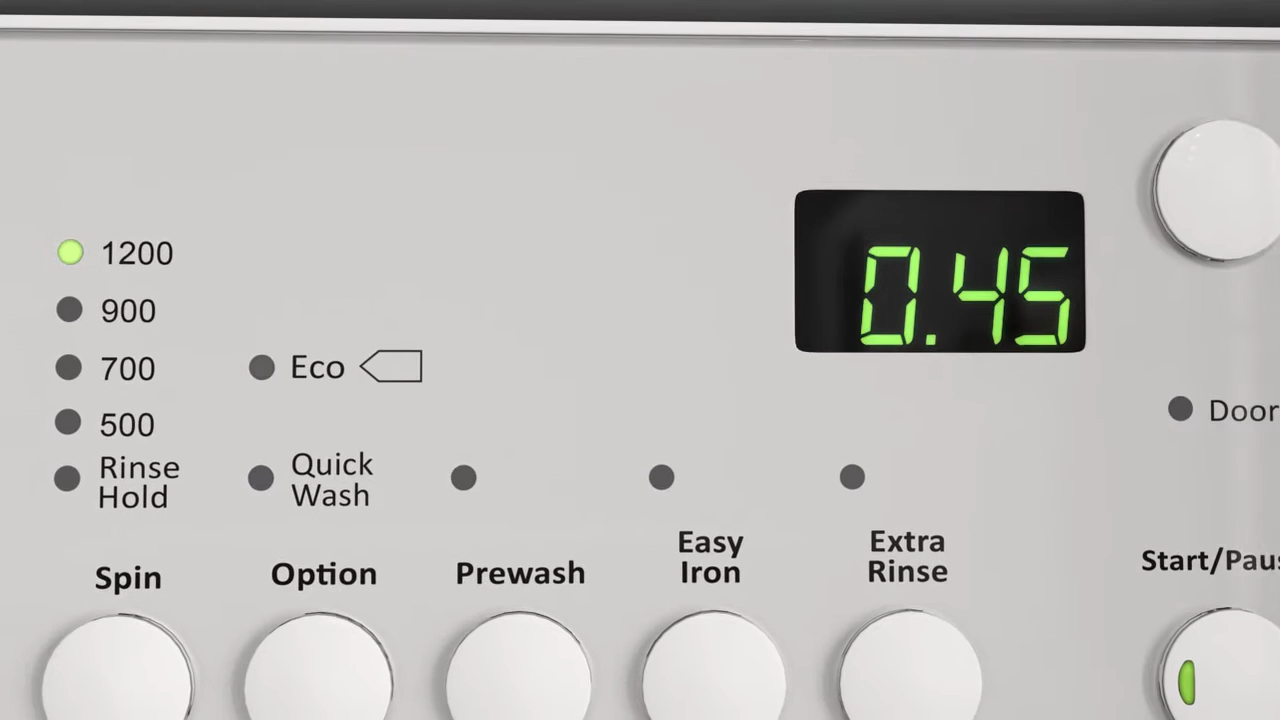 1200
900
700
500
Rinse
Hold
Eco
Quick
Wash
0.45
Door
Spin
Option
Prewash
Easy
Iron
Extra
Rinse
Start/Paus